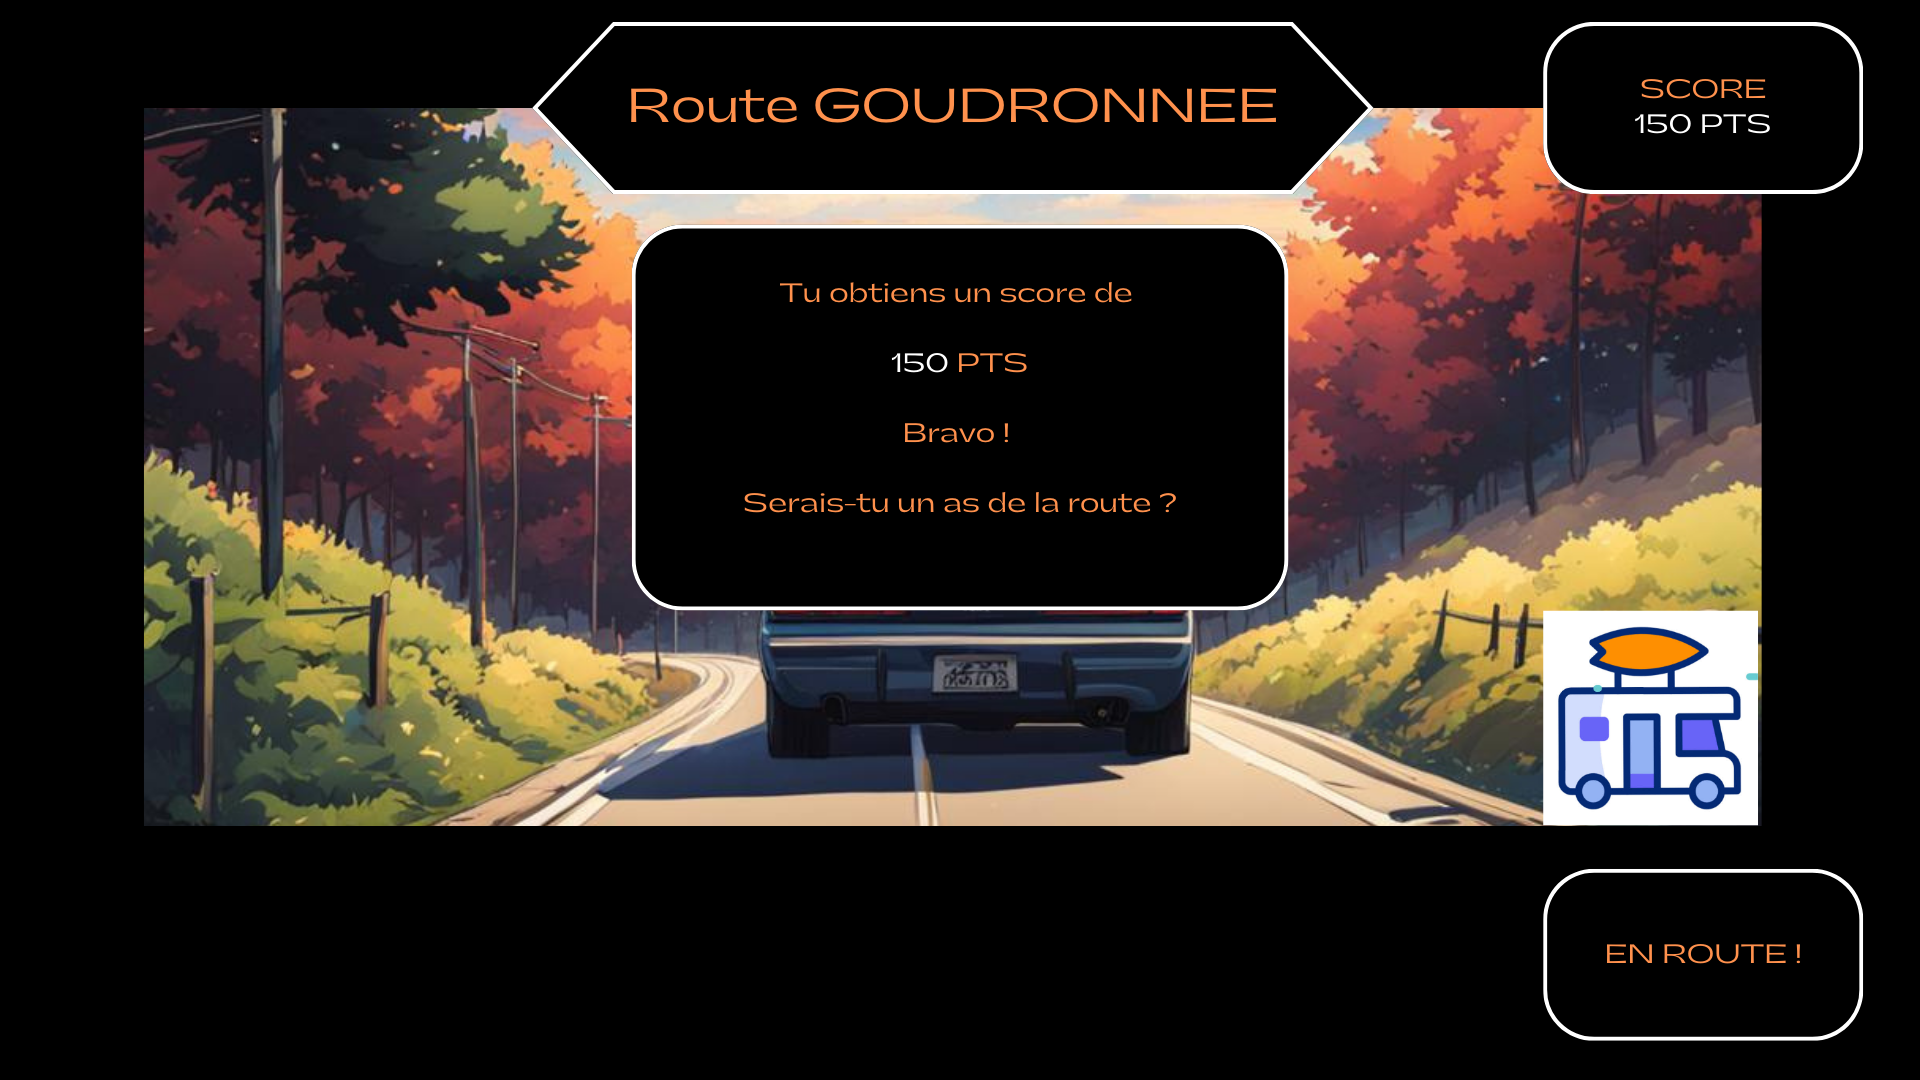 Route GOUDRONNEE
SCORE
150 PTS
Tu obtiens un score de
150 PTS
Bravo !
Serais-tu un as de la route ?
EN ROUTE !